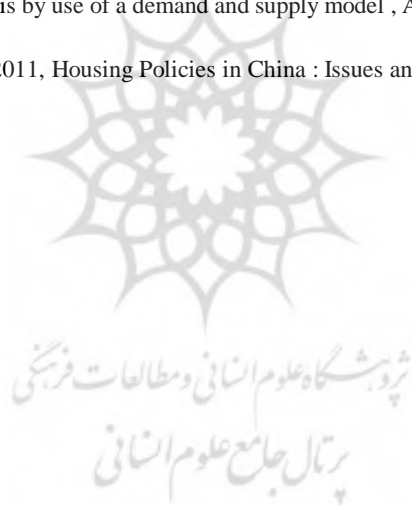 is by use of a demand and supply model , A
2011, Housing Policies in China : Issues an
پژوهشگاه علوم انسانی و مطالعات فرهنگی
پرتال جامع علوم انسانی